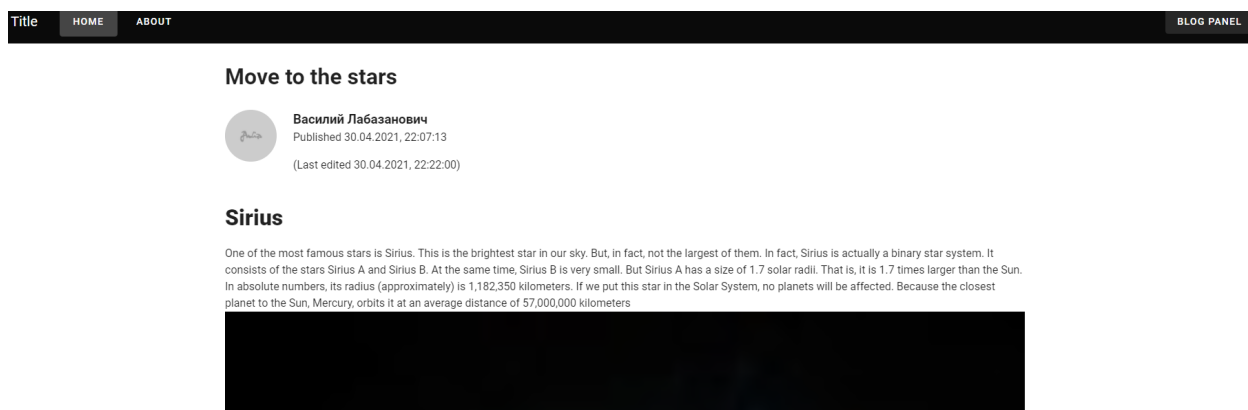 Title HOME ABOUT BLOG PANEL
Move to the stars
Василий Лабазанович
Published 30.04.2021, 22:07:13
(Last edited 30.04.2021, 22:22:00)
Sirius
One of the most famous stars is Sirius. This is the brightest star in our sky. But, in fact, not the largest of them. In fact, Sirius is actually a binary star system. It
consists of the stars Sirius A and Sirius B. At the same time, Sirius B is very small. But Sirius A has a size of 1.7 solar radii. That is, it is 1.7 times larger than the Sun.
In absolute numbers, its radius (approximately) is 1,182,350 kilometers. If we put this star in the Solar System, no planets will be affected. Because the closest
planet to the Sun, Mercury, orbits it at an average distance of 57,000,000 kilometers